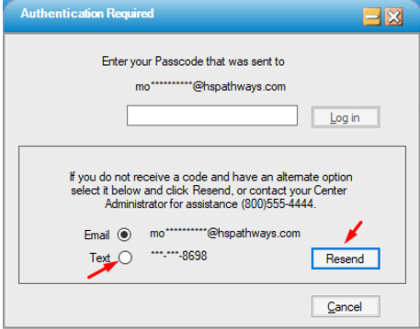 Authentication Required
Enter your Passcode that was sent to
mo**********@hspathways.com
Log in
If you do not receive a code and have an alternate option
select it below and click Resend, or contact your Center
Administrator for assistance (800)555-4444.
Email mo**********@hspathways.com
Text ***-***-8698 Resend
Cancel